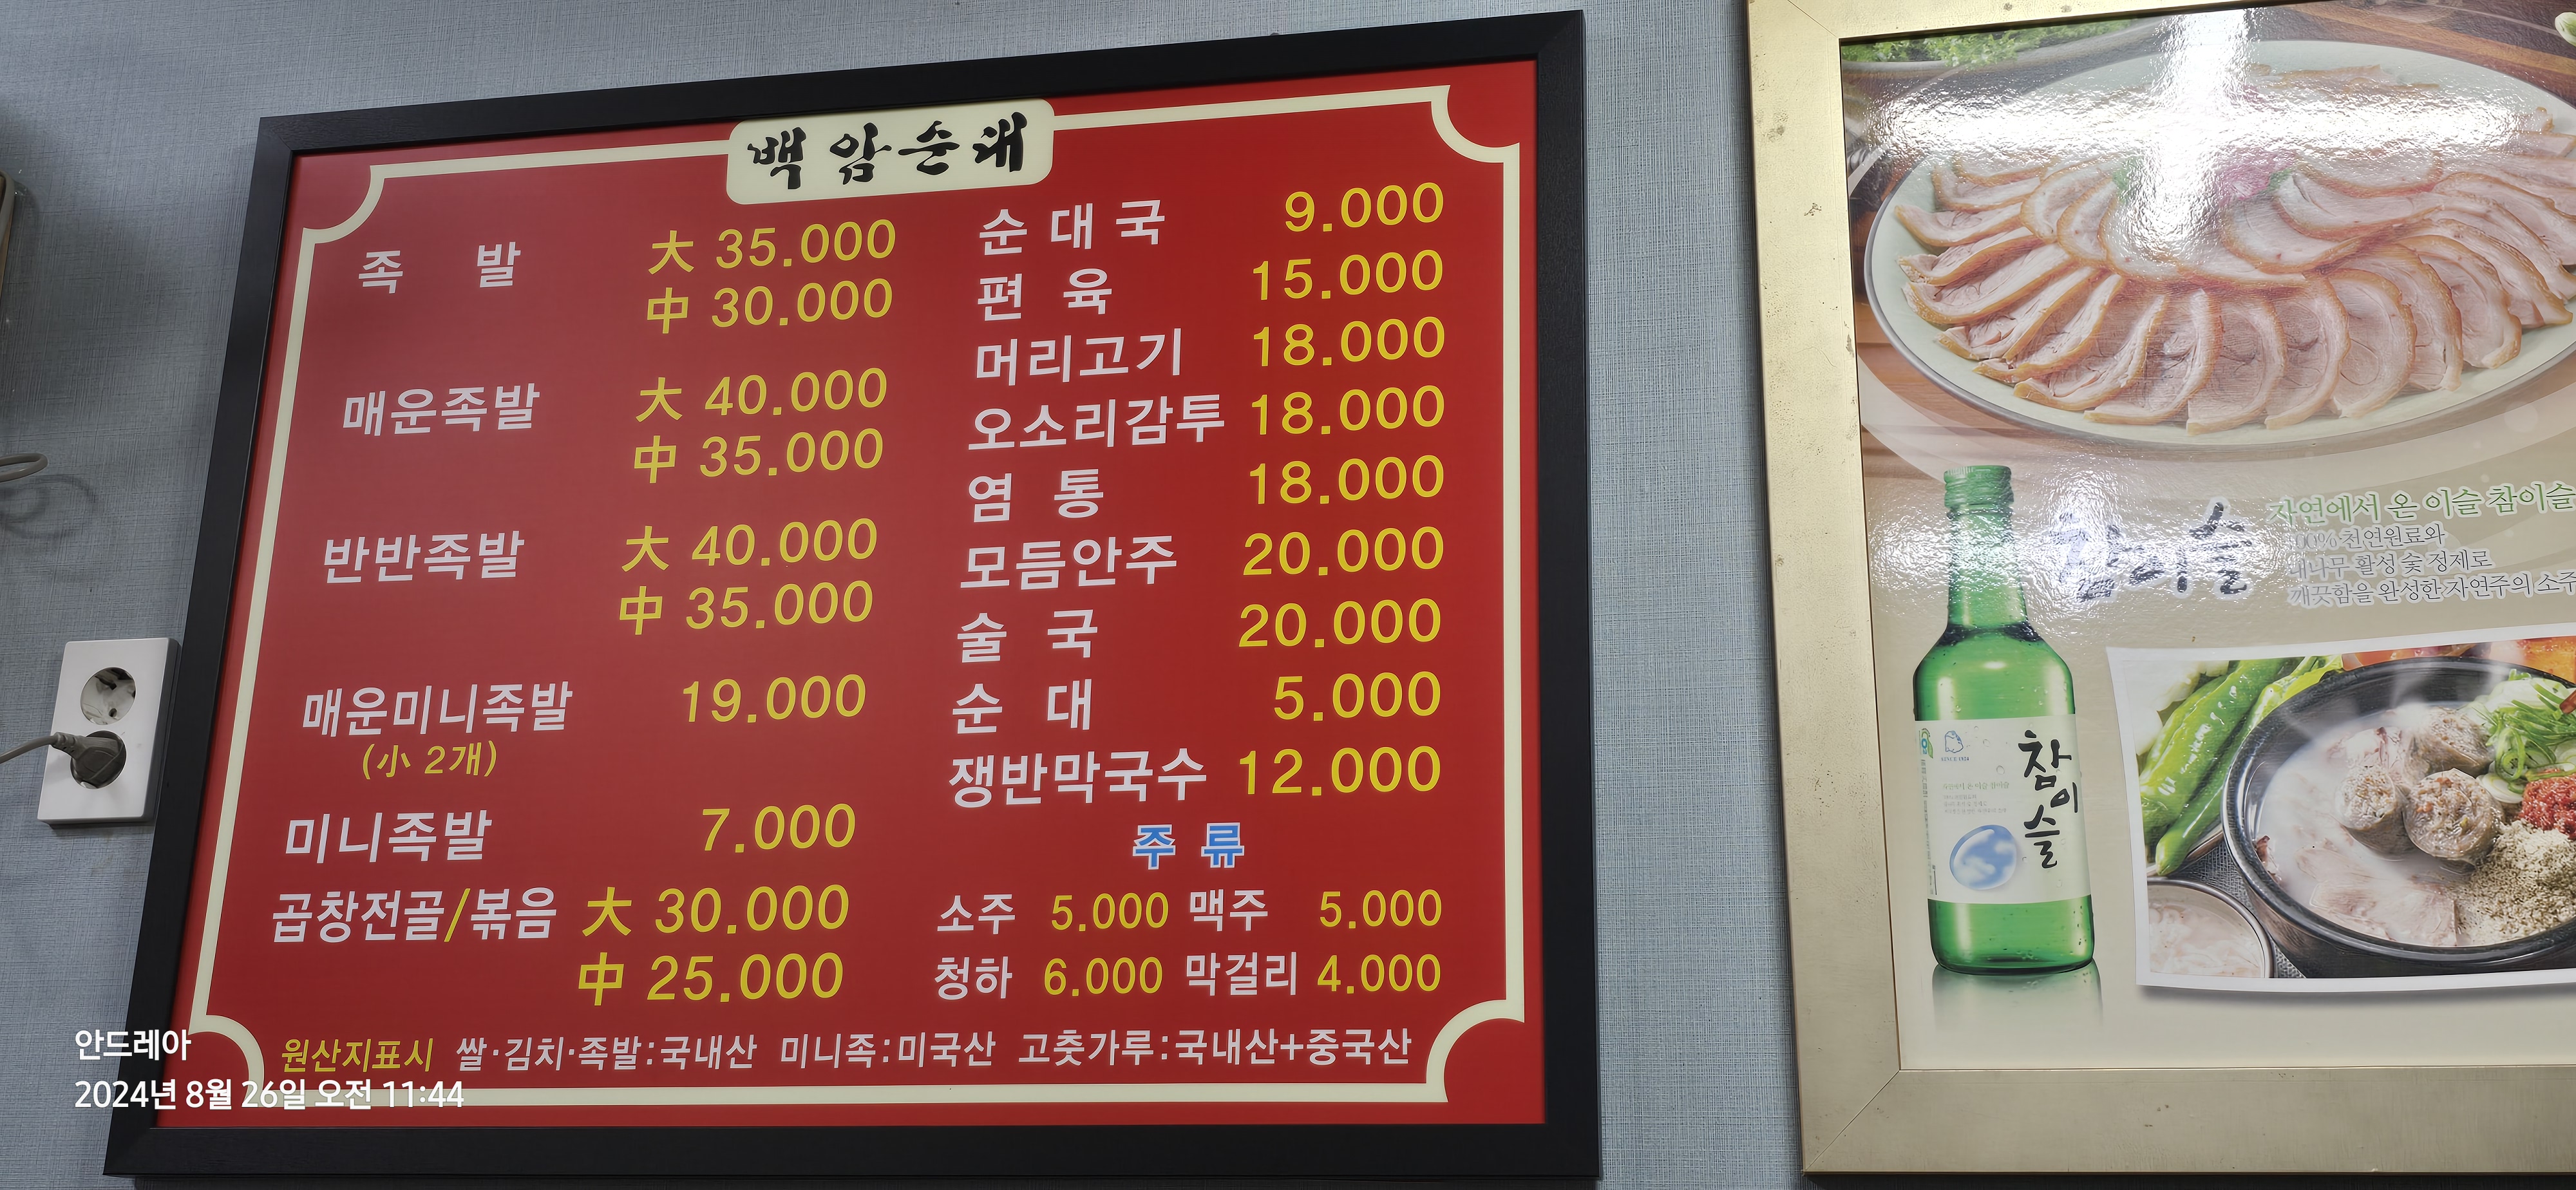 백암순대
족 발 大 35.000
中 30.000
매운족발 大 40.000
中 35.000
반반족발 大 40.000
中 35.000
매운미니족발 19.000
(小 2개)
미니족발 7.000
곱창전골/볶음 大 30.000
中 25.000
순대국 9.000
편 육 15.000
머리고기 18.000
오소리감투 18.000
염 통 18.000
모듬안주 20.000
술 국 20.000
순 대 5.000
쟁반막국수 12.000
주 류
소주 5.000 맥주 5.000
청하 6.000 막걸리 4.000
원산지표시 쌀·김치·족발:국내산 미니족:미국산 고춧가루:국내산+중국산
안드레아
2024년 8월 26일 오전 11:44
참이슬
자연에서 온 이슬 참이슬
천연원료와
대나무 활성 숯 정제로
깨끗함을 완성한 자연주의 소주
참이슬